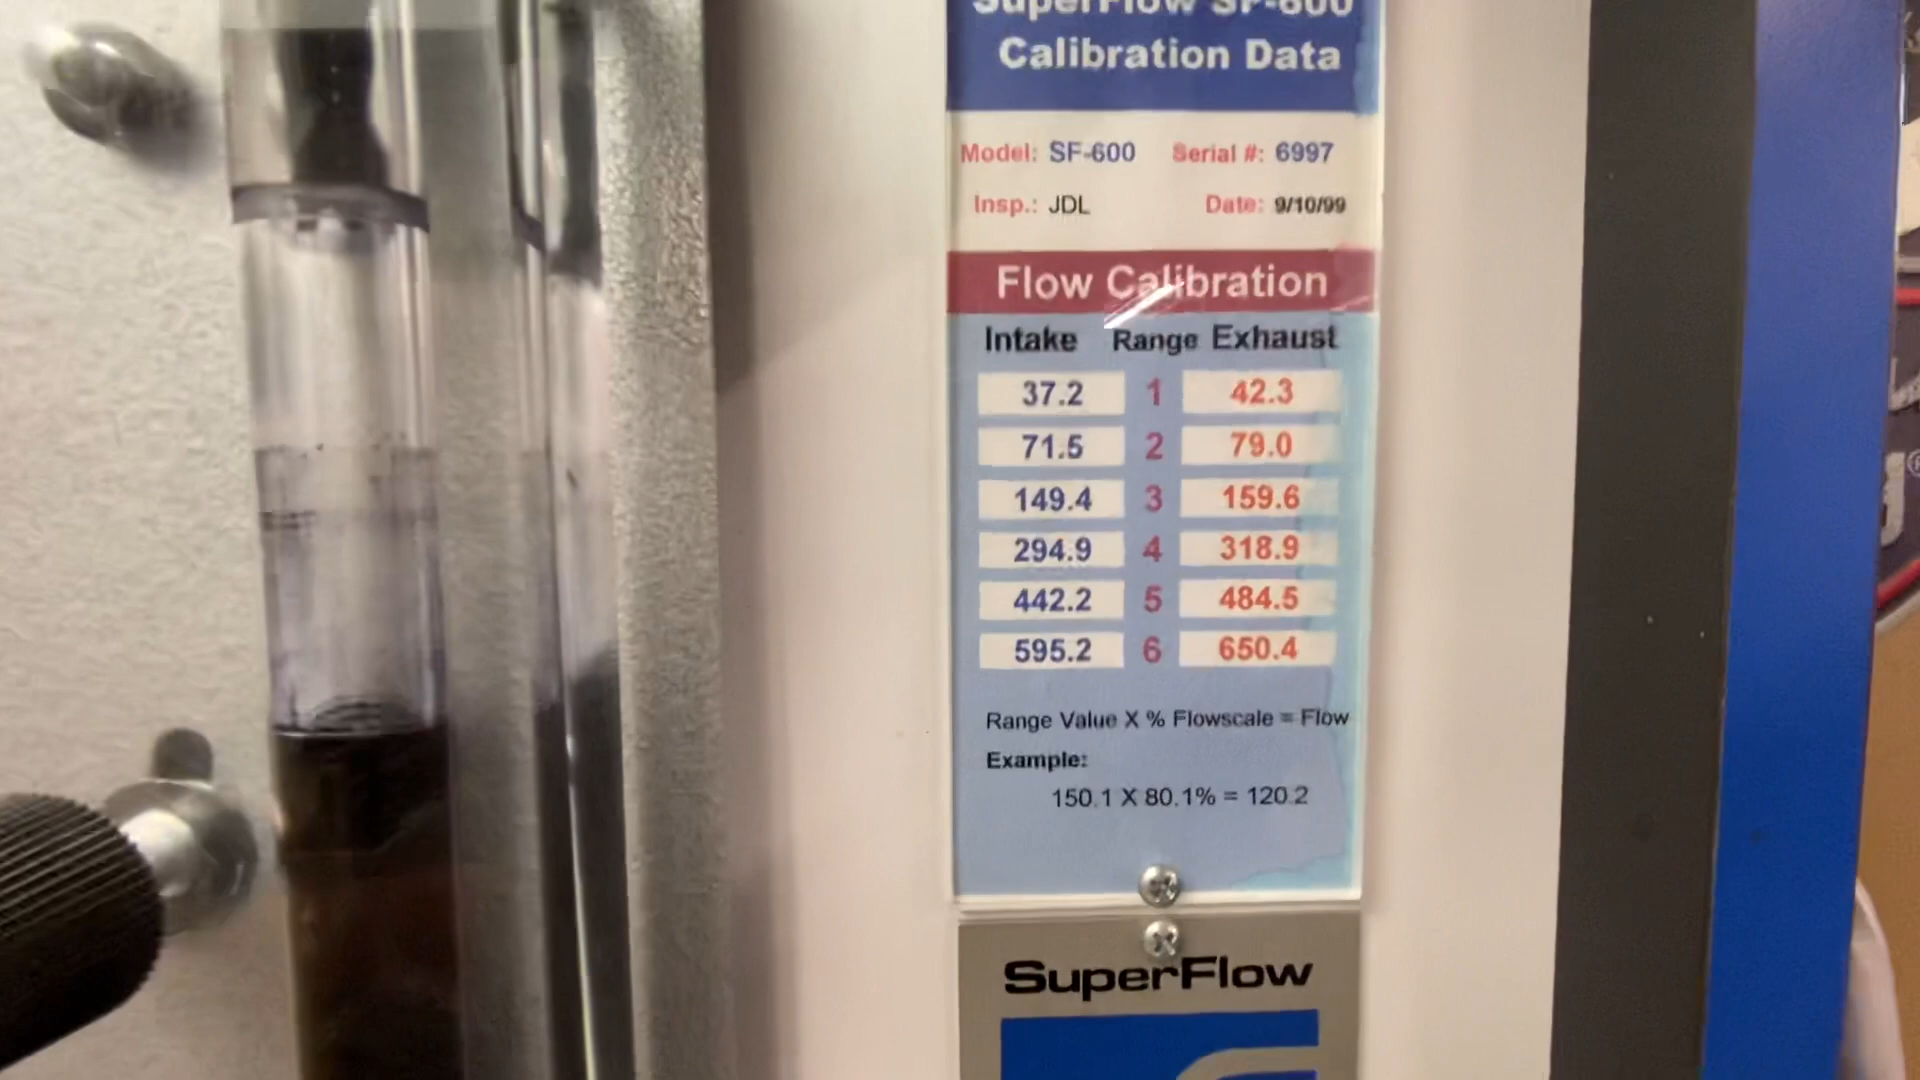 SuperFlow SF-600
Calibration Data
Model: SF-600 Serial #: 6997
Insp.: JDL Date: 9/10/99
Flow Calibration
Intake Range Exhaust
37.2 1 42.3
71.5 2 79.0
149.4 3 159.6
294.9 4 318.9
442.2 5 484.5
595.2 6 650.4
Range Value X % Flowscale = Flow
Example:
150.1 X 80.1% = 120.2
SuperFlow